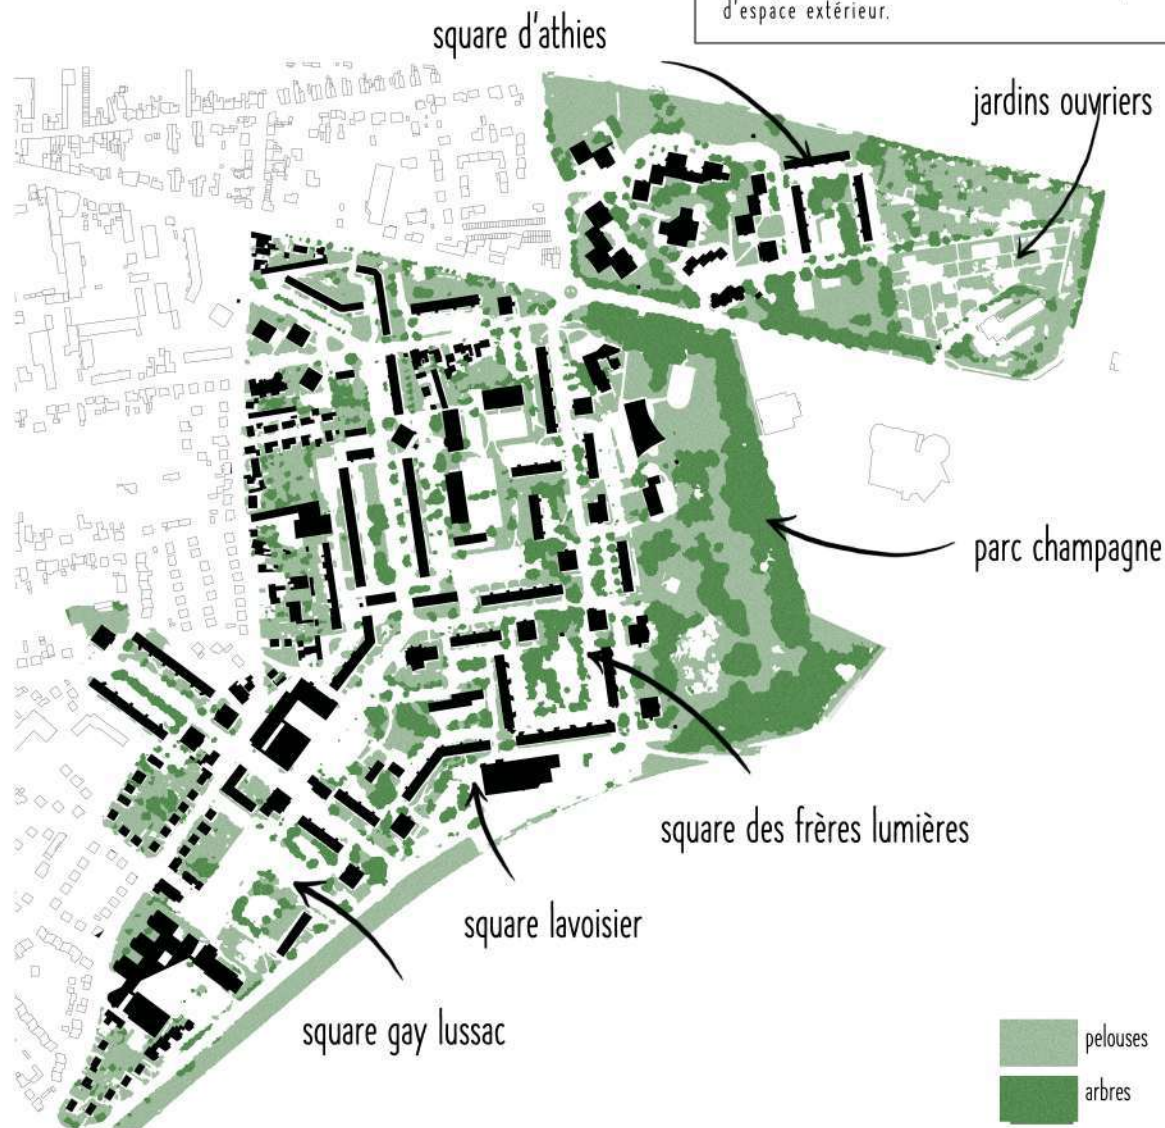 d'espace extérieur.
square d'athies
jardins ouvriers
parc champagne
square des frères lumières
square lavoisier
square gay lussac
pelouses
arbres